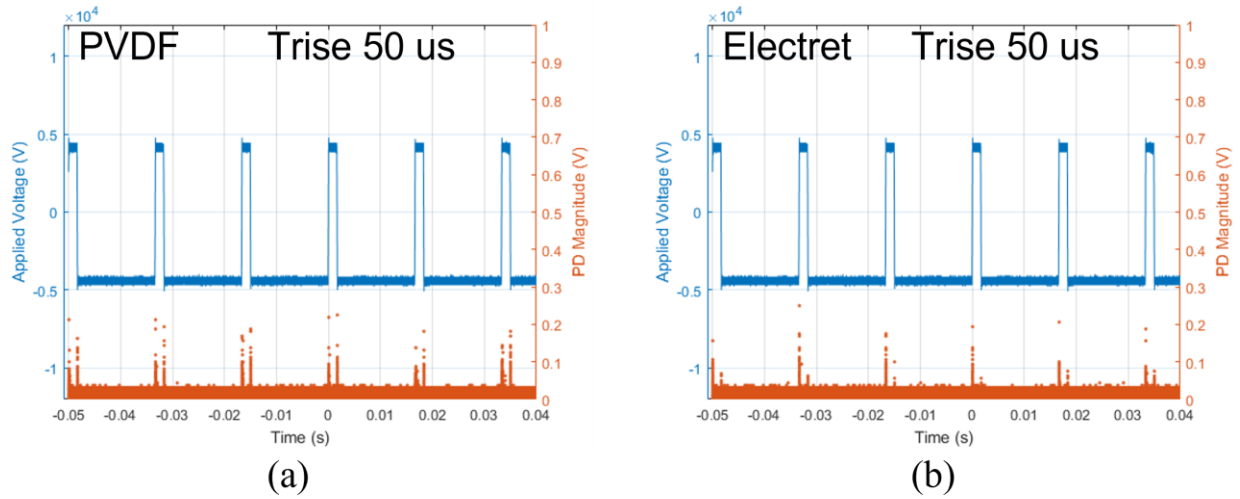 ×10⁴
PVDF Trise 50 us
1
0.5
0
-0.5
-1
Applied Voltage (V)
1
0.9
0.8
0.7
0.6
0.5
0.4
0.3
0.2
0.1
0
PD Magnitude (V)
-0.05 -0.04 -0.03 -0.02 -0.01 0 0.01 0.02 0.03 0.04
Time (s)
(a)
×10⁴
Electret Trise 50 us
1
0.5
0
-0.5
-1
Applied Voltage (V)
1
0.9
0.8
0.7
0.6
0.5
0.4
0.3
0.2
0.1
0
PD Magnitude (V)
-0.05 -0.04 -0.03 -0.02 -0.01 0 0.01 0.02 0.03 0.04
Time (s)
(b)